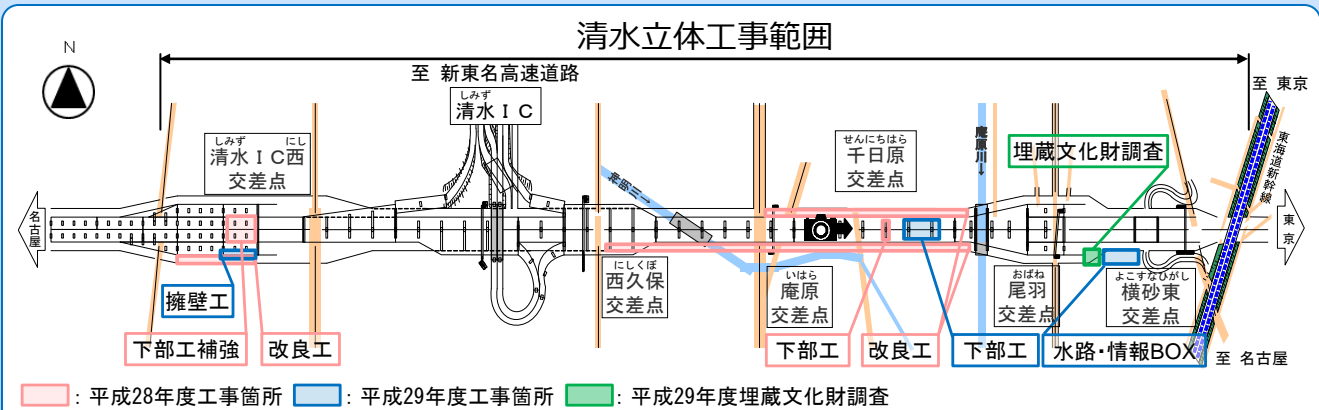 清水立体工事範囲
N
至 新東名高速道路
至 東京
しみず
清水ＩＣ
しみず にし
清水ＩＣ西
交差点
せんにちはら
千日原
交差点
庵原川→
埋蔵文化財調査
東海道新幹線
名古屋
東京
擁壁工
にしくぼ
西久保
交差点
いはら
庵原
交差点
おばね
尾羽
交差点
よこすなひがし
横砂東
交差点
下部工補強
改良工
下部工
改良工
下部工
水路・情報BOX
至 名古屋
：平成28年度工事箇所
：平成29年度工事箇所
：平成29年度埋蔵文化財調査